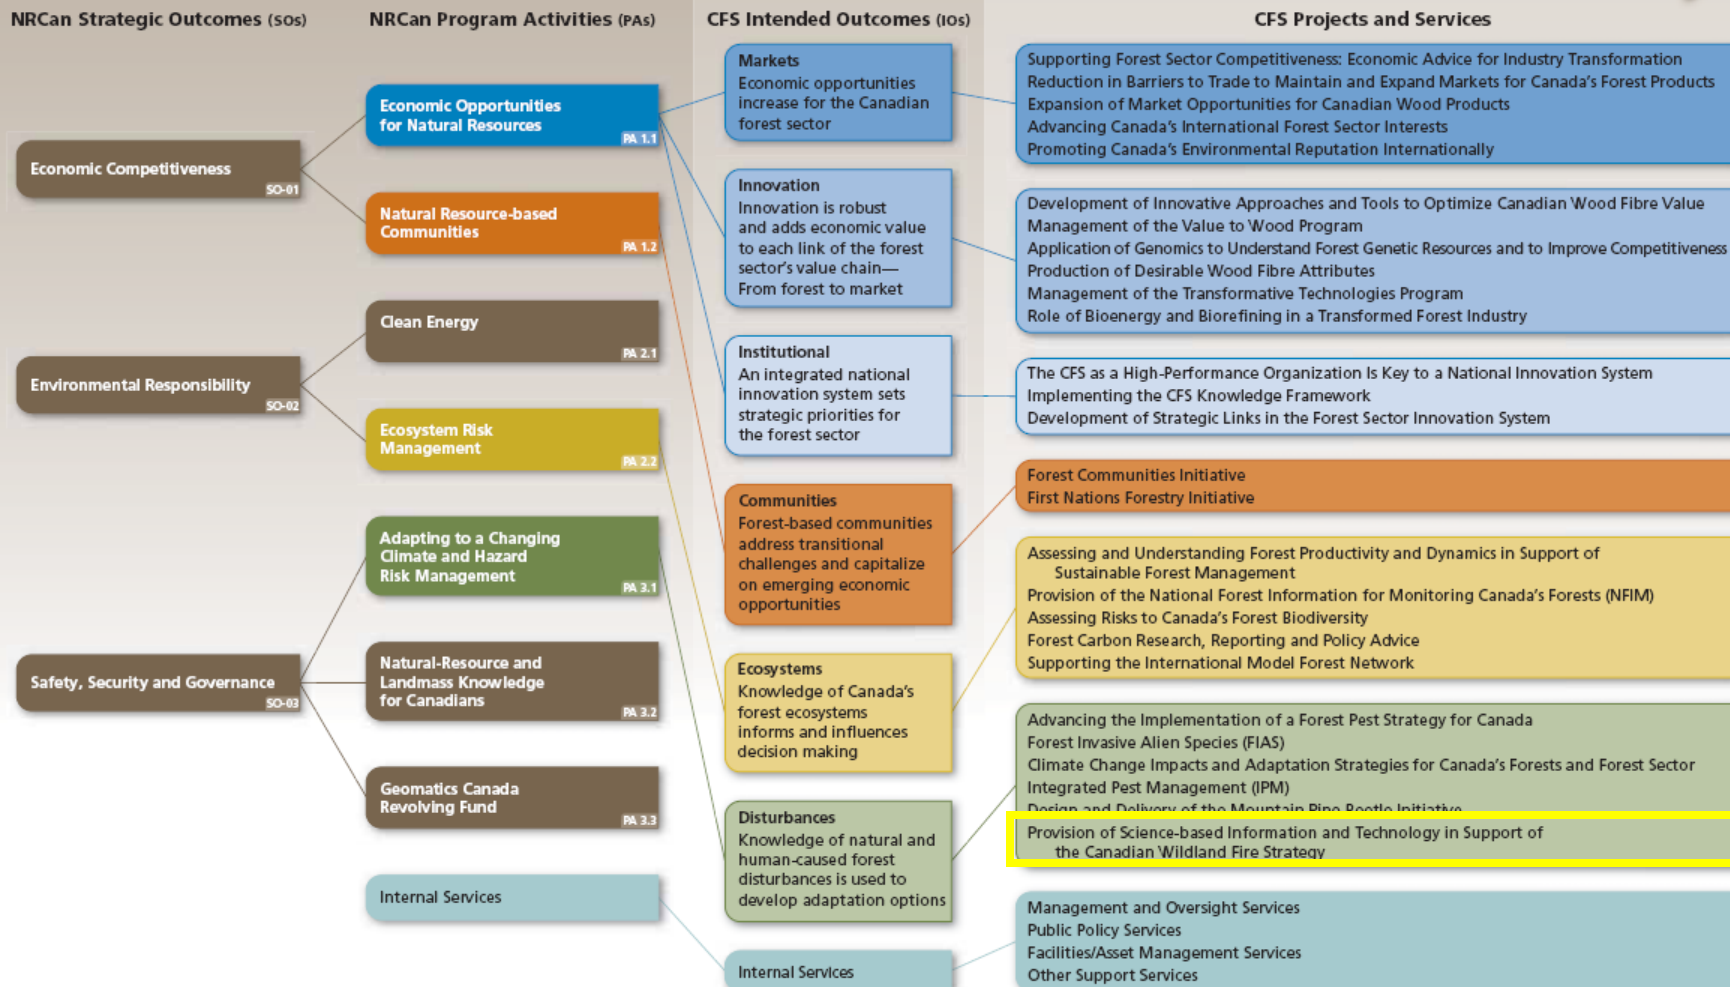 NRCan Strategic Outcomes (SOs)
NRCan Program Activities (PAs)
CFS Intended Outcomes (IOs)
CFS Projects and Services
Economic Competitiveness
SO-01
Environmental Responsibility
SO-02
Safety, Security and Governance
SO-03
Economic Opportunities
for Natural Resources
PA 1.1
Natural Resource-based
Communities
PA 1.2
Clean Energy
PA 2.1
Ecosystem Risk
Management
PA 2.2
Adapting to a Changing
Climate and Hazard
Risk Management
PA 3.1
Natural-Resource and
Landmass Knowledge
for Canadians
PA 3.2
Geomatics Canada
Revolving Fund
PA 3.3
Internal Services
Markets
Economic opportunities
increase for the Canadian
forest sector
Innovation
Innovation is robust
and adds economic value
to each link of the forest
sector's value chain—
From forest to market
Institutional
An integrated national
innovation system sets
strategic priorities for
the forest sector
Communities
Forest-based communities
address transitional
challenges and capitalize
on emerging economic
opportunities
Ecosystems
Knowledge of Canada's
forest ecosystems
informs and influences
decision making
Disturbances
Knowledge of natural and
human-caused forest
disturbances is used to
develop adaptation options
Internal Services
Supporting Forest Sector Competitiveness: Economic Advice for Industry Transformation
Reduction in Barriers to Trade to Maintain and Expand Markets for Canada's Forest Products
Expansion of Market Opportunities for Canadian Wood Products
Advancing Canada's International Forest Sector Interests
Promoting Canada's Environmental Reputation Internationally
Development of Innovative Approaches and Tools to Optimize Canadian Wood Fibre Value
Management of the Value to Wood Program
Application of Genomics to Understand Forest Genetic Resources and to Improve Competitiveness
Production of Desirable Wood Fibre Attributes
Management of the Transformative Technologies Program
Role of Bioenergy and Biorefining in a Transformed Forest Industry
The CFS as a High-Performance Organization Is Key to a National Innovation System
Implementing the CFS Knowledge Framework
Development of Strategic Links in the Forest Sector Innovation System
Forest Communities Initiative
First Nations Forestry Initiative
Assessing and Understanding Forest Productivity and Dynamics in Support of
Sustainable Forest Management
Provision of the National Forest Information for Monitoring Canada's Forests (NFIM)
Assessing Risks to Canada's Forest Biodiversity
Forest Carbon Research, Reporting and Policy Advice
Supporting the International Model Forest Network
Advancing the Implementation of a Forest Pest Strategy for Canada
Forest Invasive Alien Species (FIAS)
Climate Change Impacts and Adaptation Strategies for Canada's Forests and Forest Sector
Integrated Pest Management (IPM)
Design and Delivery of the Mountain Pine Beetle Initiative
Provision of Science-based Information and Technology in Support of
the Canadian Wildland Fire Strategy
Management and Oversight Services
Public Policy Services
Facilities/Asset Management Services
Other Support Services